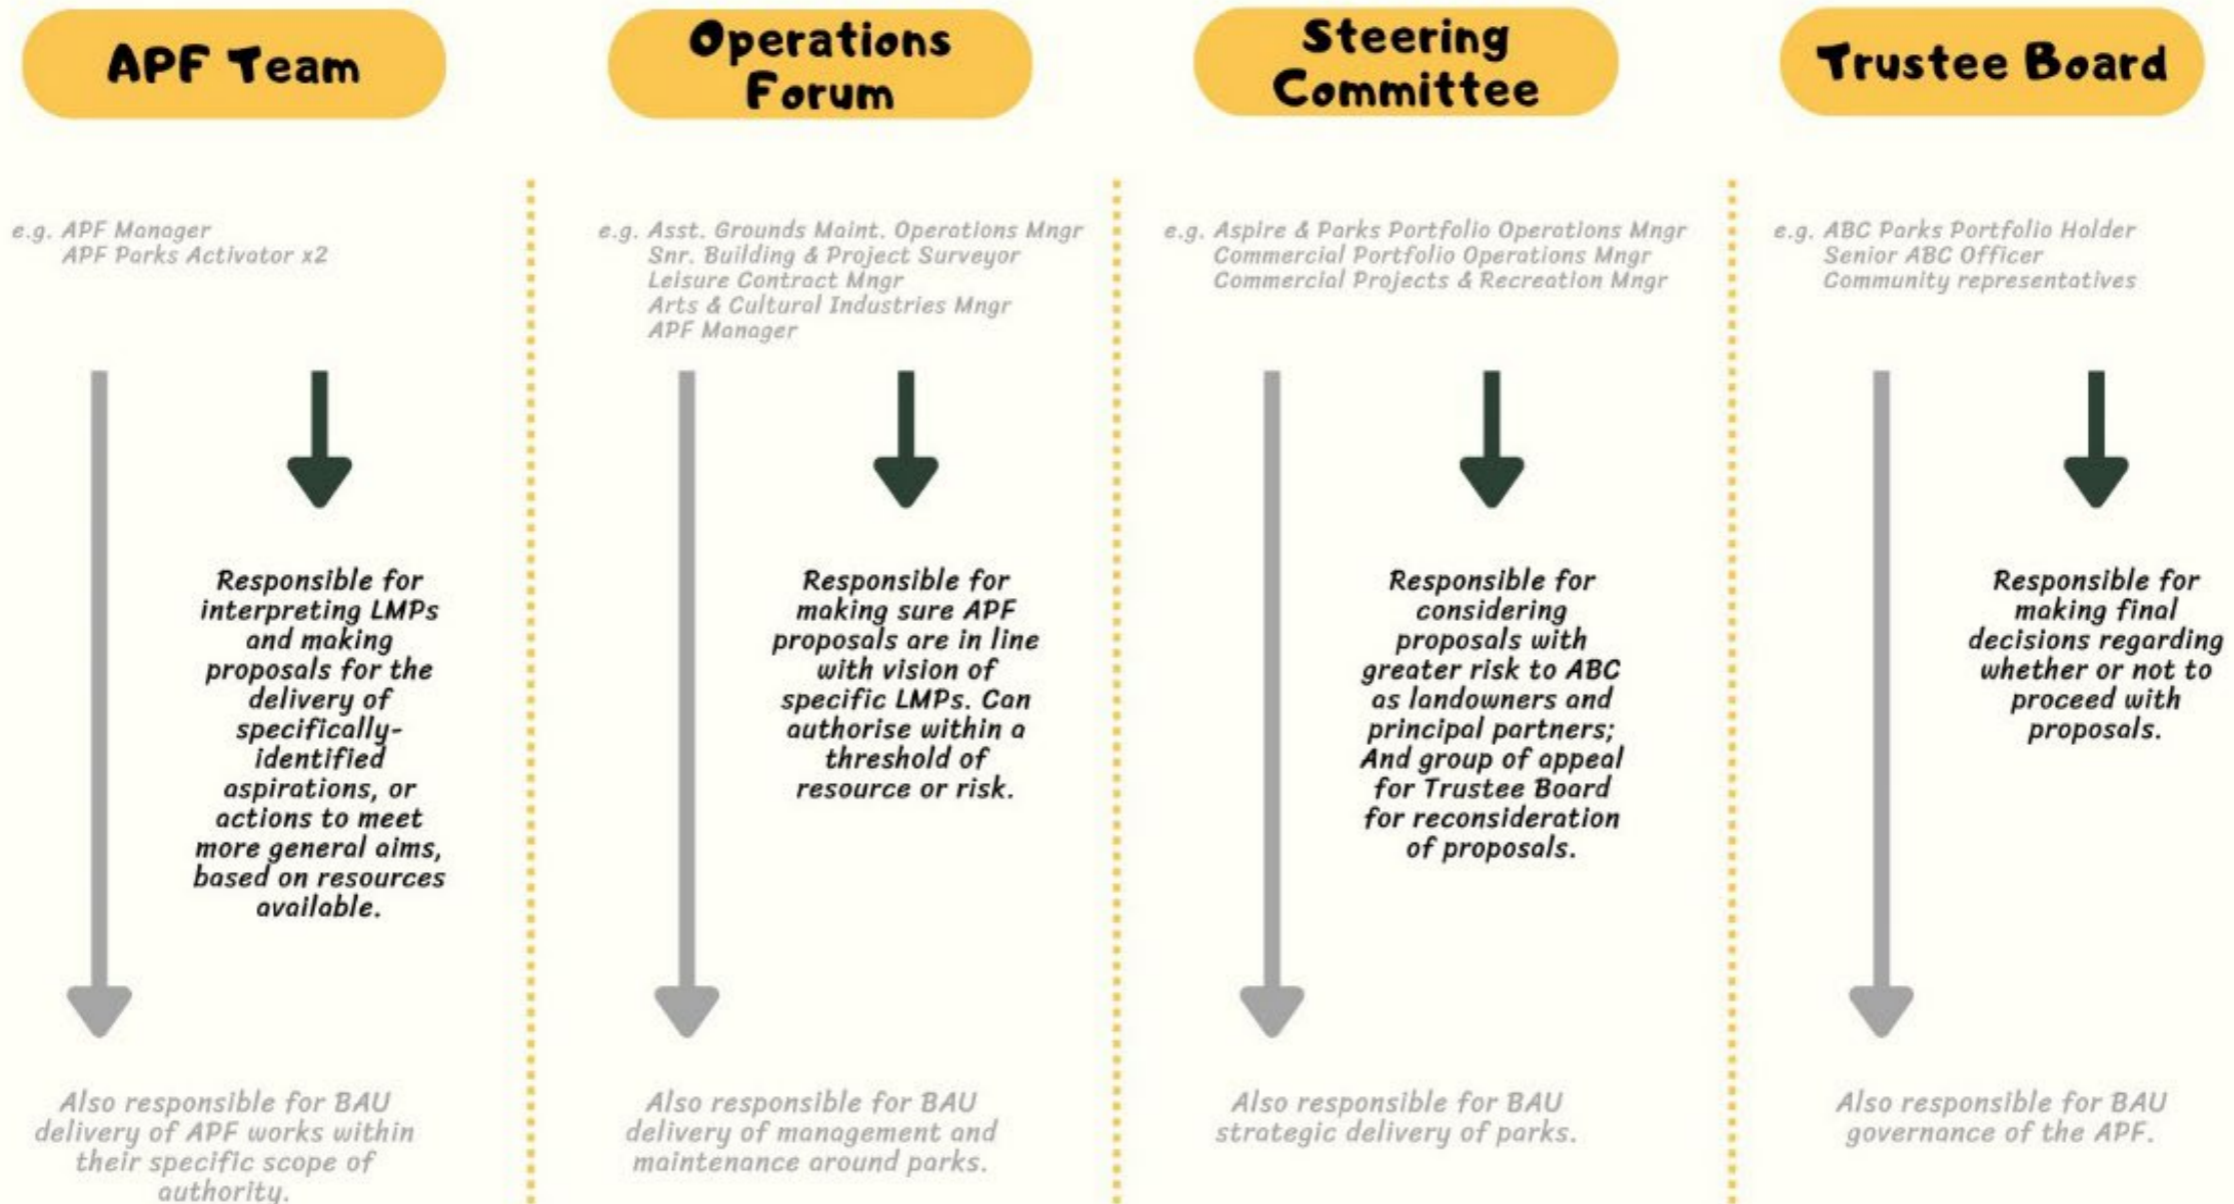 APF Team
e.g. APF Manager
APF Parks Activator x2
Responsible for
interpreting LMPs
and making
proposals for the
delivery of
specifically-
identified
aspirations, or
actions to meet
more general aims,
based on resources
available.
Also responsible for BAU
delivery of APF works within
their specific scope of
authority.
Operations
Forum
e.g. Asst. Grounds Maint. Operations Mngr
Snr. Building & Project Surveyor
Leisure Contract Mngr
Arts & Cultural Industries Mngr
APF Manager
Responsible for
making sure APF
proposals are in line
with vision of
specific LMPs. Can
authorise within a
threshold of
resource or risk.
Also responsible for BAU
delivery of management and
maintenance around parks.
Steering
Committee
e.g. Aspire & Parks Portfolio Operations Mngr
Commercial Portfolio Operations Mngr
Commercial Projects & Recreation Mngr
Responsible for
considering
proposals with
greater risk to ABC
as landowners and
principal partners;
And group of appeal
for Trustee Board
for reconsideration
of proposals.
Also responsible for BAU
strategic delivery of parks.
Trustee Board
e.g. ABC Parks Portfolio Holder
Senior ABC Officer
Community representatives
Responsible for
making final
decisions regarding
whether or not to
proceed with
proposals.
Also responsible for BAU
governance of the APF.